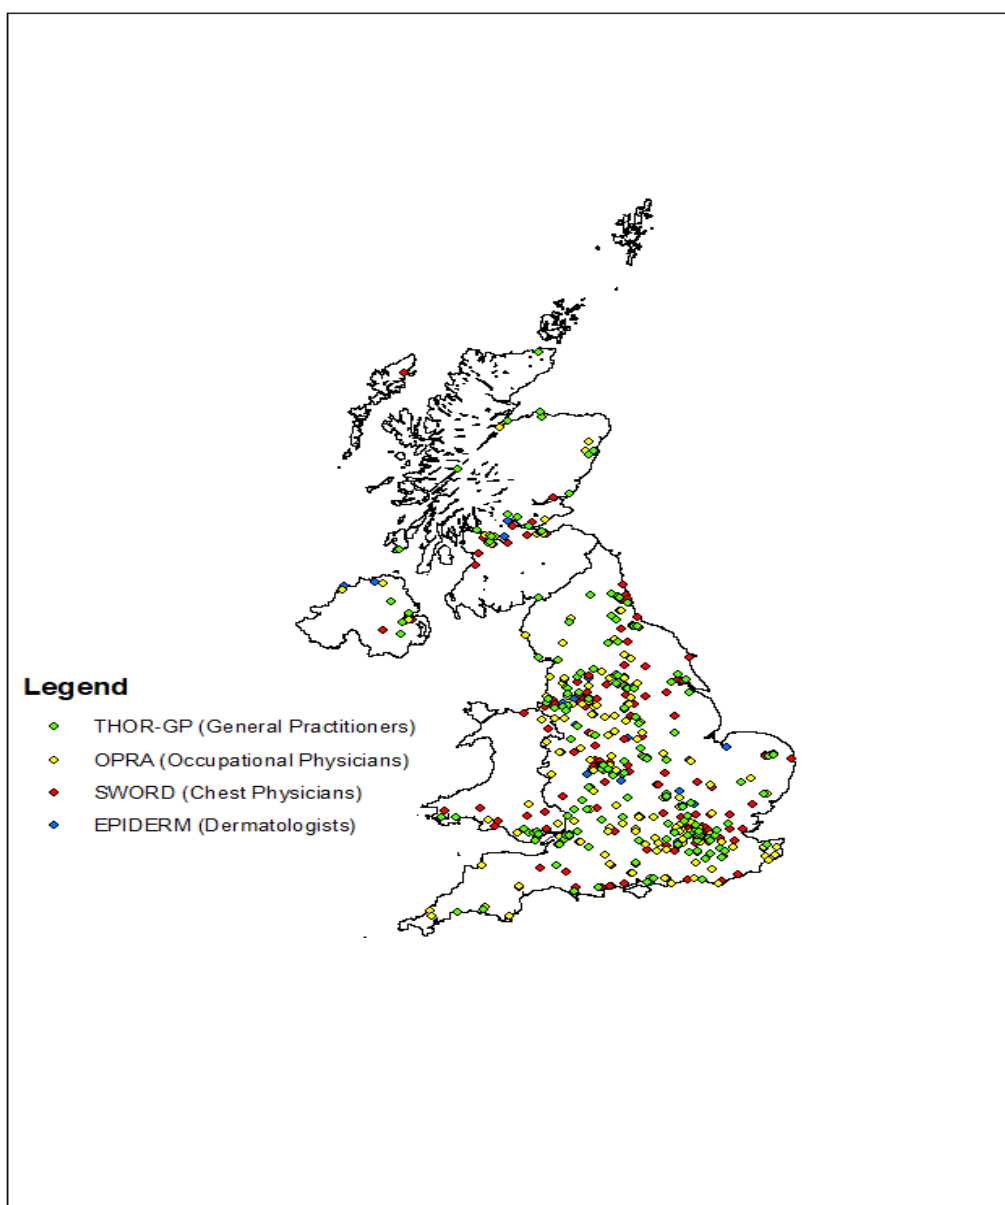 Legend
THOR-GP (General Practitioners)
OPRA (Occupational Physicians)
SWORD (Chest Physicians)
EPIDERM (Dermatologists)